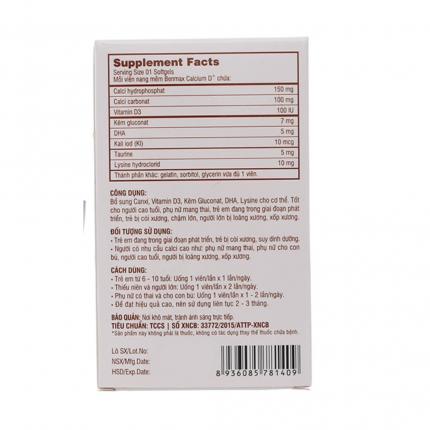 Supplement Facts
Serving Size 01 Softgels
Mỗi viên nang mềm Benmax Calcium D⁺ chứa:
Calci hydrophosphat 150 mg
Calci carbonat 100 mg
Vitamin D3 100 IU
Kẽm gluconat 7 mg
DHA 5 mg
Kali iod (KI) 10 mcg
Taurine 5 mg
Lysine hydroclorid 10 mg
Thành phần khác: gelatin, sorbitol, glycerin vừa đủ 1 viên.
CÔNG DỤNG:
Bổ sung Canxi, Vitamin D3, Kẽm Gluconat, DHA, Lysine cho cơ thể. Tốt
cho người cao tuổi, phụ nữ mang thai, trẻ em đang trong giai đoạn phát
triển, trẻ bị còi xương, chậm lớn, người lớn bị loãng xương, xốp xương.
ĐỐI TƯỢNG SỬ DỤNG:
• Trẻ em đang trong giai đoạn phát triển, trẻ bị còi xương, suy dinh dưỡng.
• Người có nhu cầu calci cao như: phụ nữ mang thai, phụ nữ cho con
bú, người cao tuổi, người bị loãng xương, xốp xương.
CÁCH DÙNG:
• Trẻ em từ 6 - 10 tuổi: Uống 1 viên/lần x 1 lần/ngày.
• Thiếu niên và người lớn: Uống 1 viên/lần x 2 lần/ngày.
• Phụ nữ có thai và cho con bú: Uống 1 viên/lần x 1 - 2 lần/ngày.
• Để đạt hiệu quả cao, nên sử dụng liên tục 2 - 3 tháng.
BẢO QUẢN: Nơi khô mát, tránh ánh sáng trực tiếp.
TIÊU CHUẨN: TCCS | SỐ XNCB: 33772/2015/ATTP-XNCB
*Sản phẩm này không phải là thuốc, không có tác dụng thay thế thuốc chữa bệnh.
Lô SX/Lot.No:
NSX/Mfg.Date:
HSD/Exp.Date:
8 936085 781409